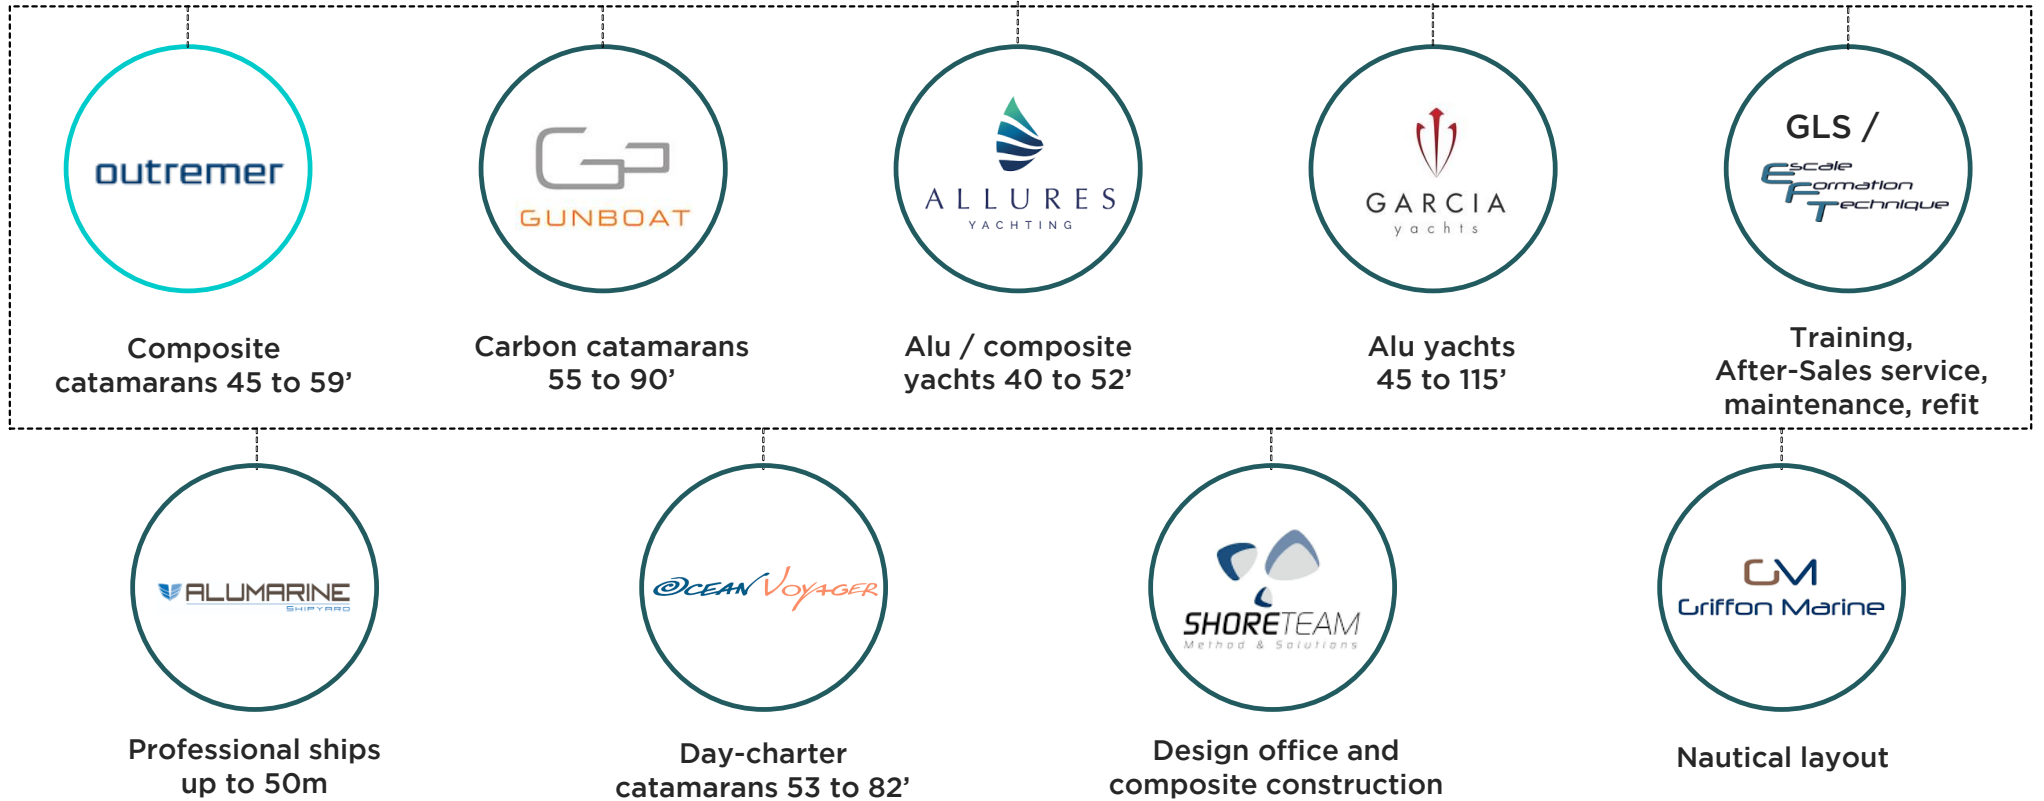 outremer
GUNBOAT
ALLURES
YACHTING
GARCIA
yachts
GLS /
Escale
Formation
Technique
Composite
catamarans 45 to 59’
Carbon catamarans
55 to 90’
Alu / composite
yachts 40 to 52’
Alu yachts
45 to 115’
Training,
After-Sales service,
maintenance, refit
ALUMARINE
SHIPYARD
OCEAN VOYAGER
SHORETEAM
Method & Solutions
GM
Griffon Marine
Professional ships
up to 50m
Day-charter
catamarans 53 to 82’
Design office and
composite construction
Nautical layout